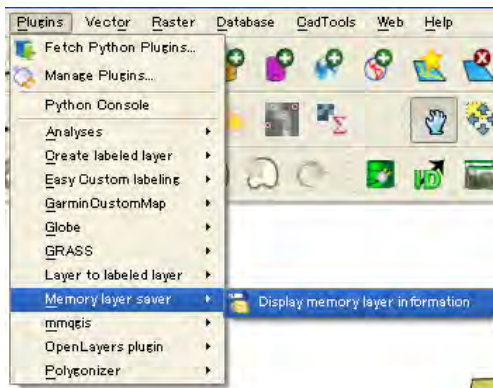 Plugins Vector Raster Database CadTools Web Help
Fetch Python Plugins...
Manage Plugins...
Python Console
Analyses
Create labeled layer
Easy Custom labeling
GarminCustomMap
Globe
GRASS
Layer to labeled layer
Memory layer saver Display memory layer information
mmqgis
OpenLayers plugin
Polygonizer